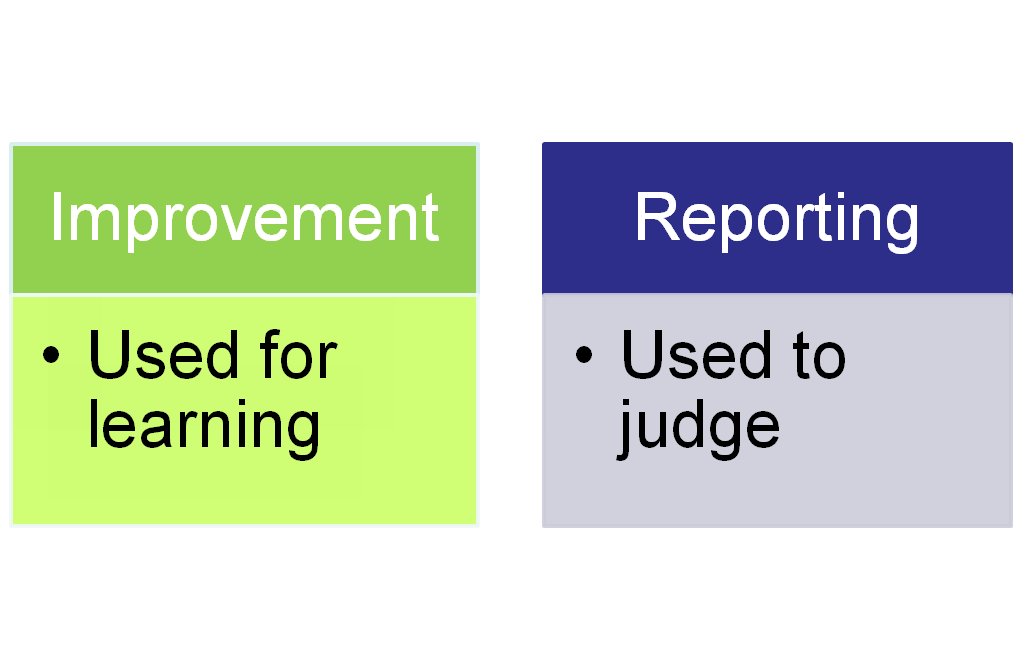 Improvement
• Used for
learning
Reporting
• Used to
judge